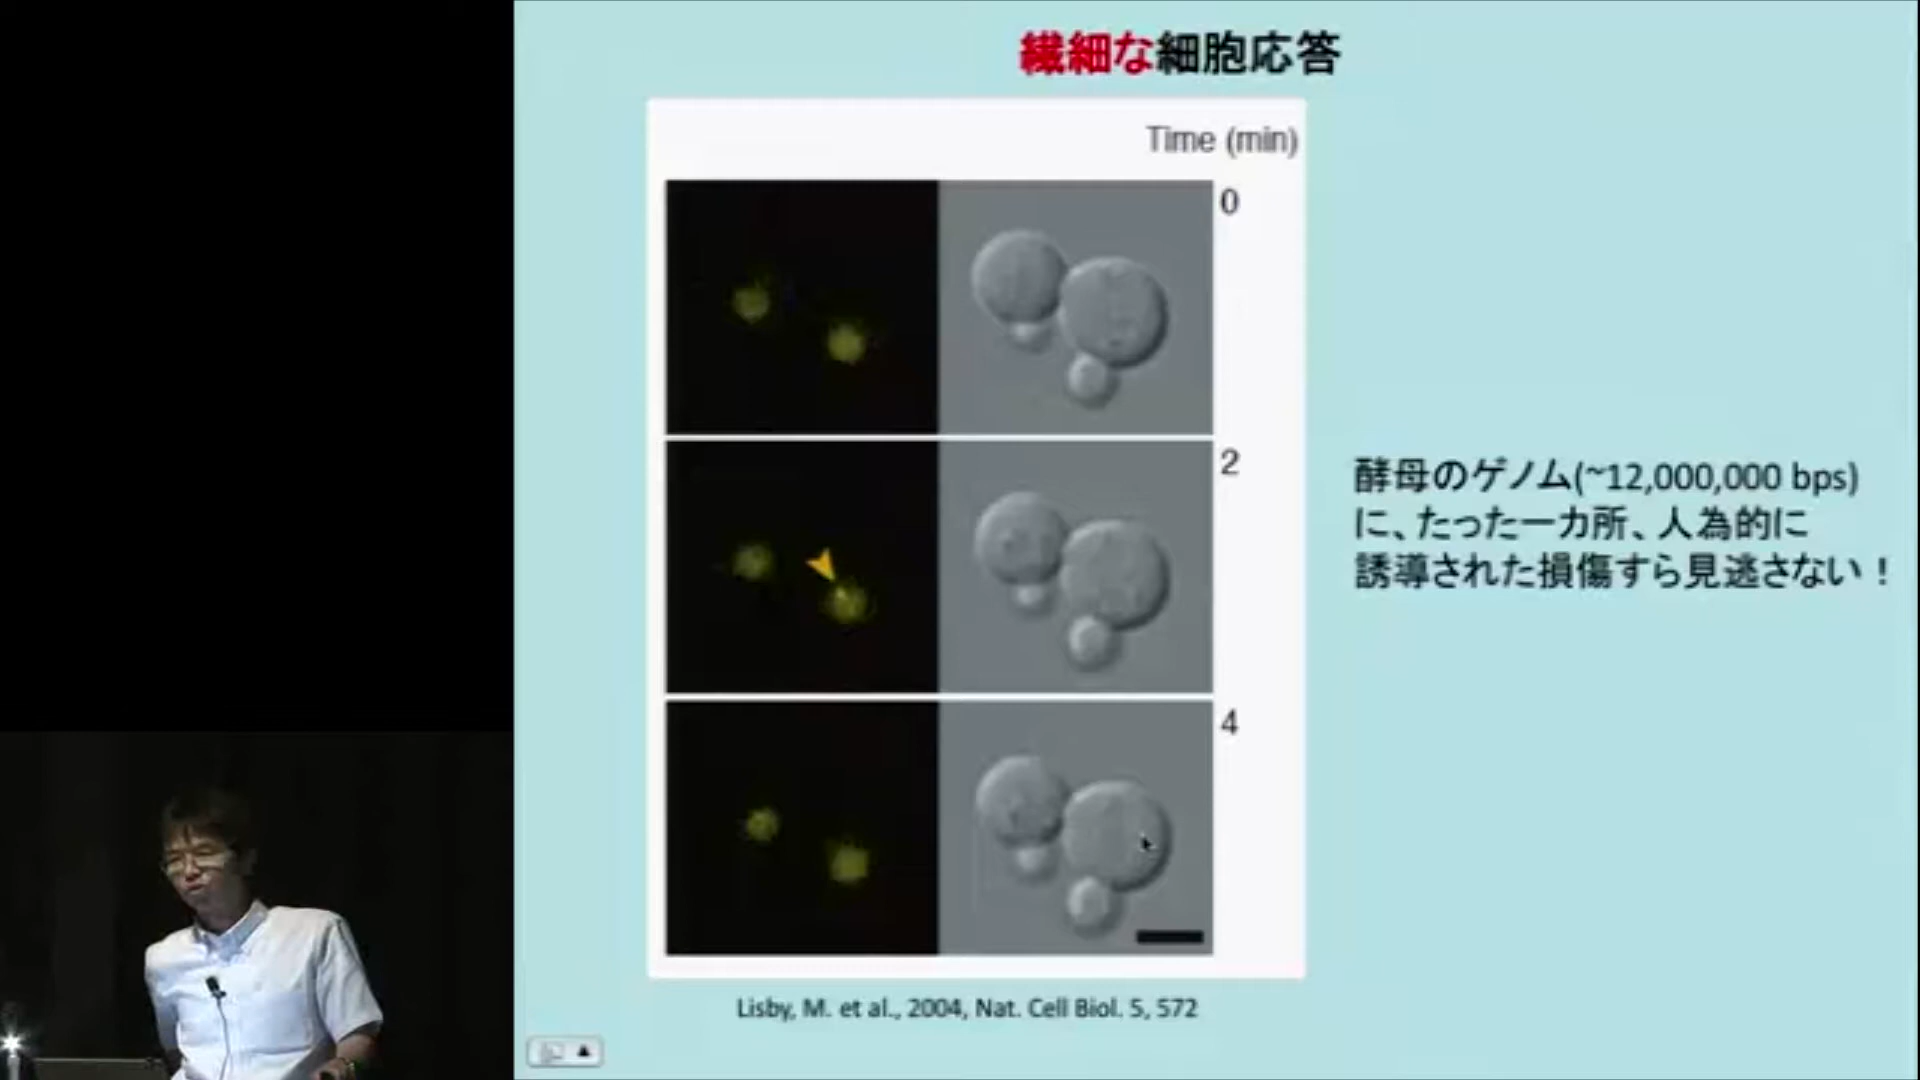 繊細な細胞応答
Time (min)
0
2
4
酵母のゲノム(~12,000,000 bps)
に、たった一カ所、人為的に
誘導された損傷すら見逃さない！
Lisby, M. et al., 2004, Nat. Cell Biol. 5, 572